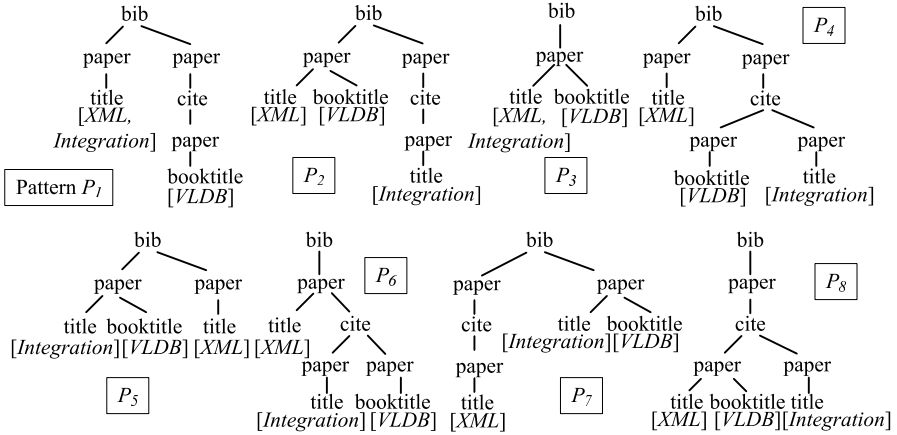 bib bib bib bib P4
paper paper paper paper paper paper paper
title cite title booktitle cite title booktitle title cite
[XML, [XML] [VLDB] [XML, [VLDB] [XML]
Integration] paper paper Integration] paper paper
Pattern P1 booktitle P2 title P3 booktitle title
[VLDB] [Integration] [VLDB] [Integration]
bib bib bib bib
paper paper paper P6 paper paper paper P8
title booktitle title title cite cite title booktitle cite
[Integration] [VLDB] [XML] [XML] [Integration] [VLDB]
paper paper paper paper paper
P5 title booktitle title P7 title booktitle title
[Integration] [VLDB] [XML] [XML] [VLDB] [Integration]